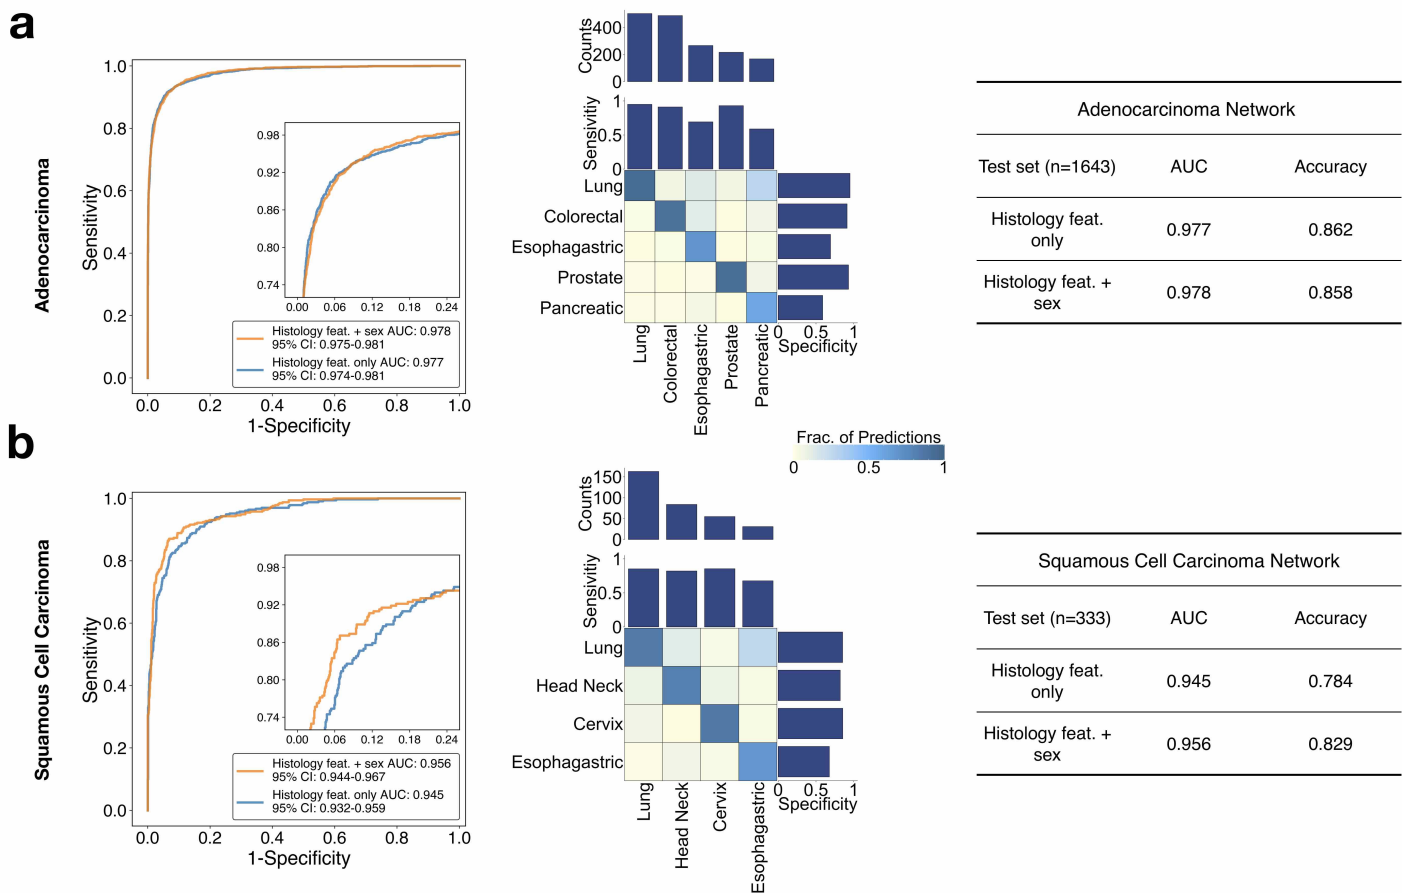 a
Adenocarcinoma
Sensitivity
1.0
0.8
0.6
0.4
0.2
0.0
0.98
0.92
0.86
0.80
0.74
0.00 0.06 0.12 0.18 0.24
Histology feat. + sex AUC: 0.978
95% CI: 0.975-0.981
Histology feat. only AUC: 0.977
95% CI: 0.974-0.981
0.0 0.2 0.4 0.6 0.8 1.0
1-Specificity
Counts
400
200
0
Sensivitiy
1
0.5
0
Lung
Colorectal
Esophagastric
Prostate
Pancreatic
Lung
Colorectal
Esophagastric
Prostate
Pancreatic
0 0.5 1
Specificity
Adenocarcinoma Network
Test set (n=1643) AUC Accuracy
Histology feat.
only
0.977 0.862
Histology feat. +
sex
0.978 0.858
Frac. of Predictions
0 0.5 1
b
Squamous Cell Carcinoma
Sensitivity
1.0
0.8
0.6
0.4
0.2
0.0
0.98
0.92
0.86
0.80
0.74
0.00 0.06 0.12 0.18 0.24
Histology feat. + sex AUC: 0.956
95% CI: 0.944-0.967
Histology feat. only AUC: 0.945
95% CI: 0.932-0.959
0.0 0.2 0.4 0.6 0.8 1.0
1-Specificity
Counts
150
100
50
0
Sensivitiy
1
0.5
0
Lung
Head Neck
Cervix
Esophagastric
Lung
Head Neck
Cervix
Esophagastric
0 0.5 1
Specificity
Squamous Cell Carcinoma Network
Test set (n=333) AUC Accuracy
Histology feat.
only
0.945 0.784
Histology feat. +
sex
0.956 0.829